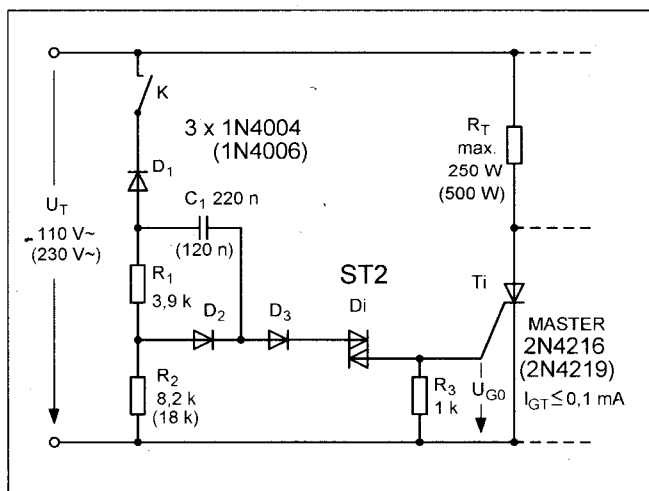 K
3 x 1N4004
(1N4006)
R_T
max.
250 W
(500 W)
D₁
U_T
110 V~
(230 V~)
C₁ 220 n
(120 n)
R₁
3,9 k
D₂
D₃
ST2
Di
Ti
MASTER
2N4216
(2N4219)
I_GT ≤ 0,1 mA
R₂
8,2 k
(18 k)
R₃
1 k
U_G0